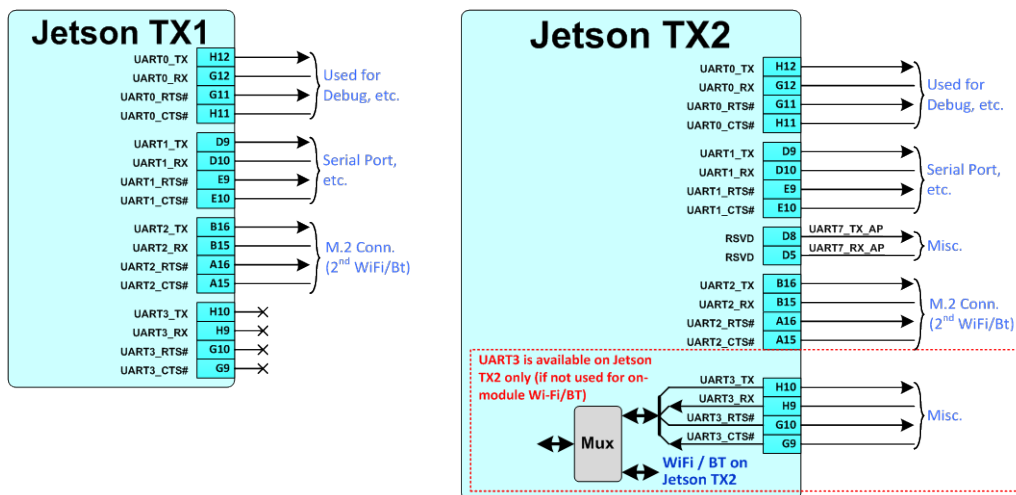 Jetson TX1
UART0_TX H12
UART0_RX G12
UART0_RTS# G11
UART0_CTS# H11
Used for
Debug, etc.
UART1_TX D9
UART1_RX D10
UART1_RTS# E9
UART1_CTS# E10
Serial Port,
etc.
UART2_TX B16
UART2_RX B15
UART2_RTS# A16
UART2_CTS# A15
M.2 Conn.
(2nd WiFi/Bt)
UART3_TX H10
UART3_RX H9
UART3_RTS# G10
UART3_CTS# G9
Jetson TX2
UART0_TX H12
UART0_RX G12
UART0_RTS# G11
UART0_CTS# H11
Used for
Debug, etc.
UART1_TX D9
UART1_RX D10
UART1_RTS# E9
UART1_CTS# E10
Serial Port,
etc.
RSVD D8 UART7_TX_AP
RSVD D5 UART7_RX_AP
Misc.
UART2_TX B16
UART2_RX B15
UART2_RTS# A16
UART2_CTS# A15
M.2 Conn.
(2nd WiFi/Bt)
UART3 is available on Jetson
TX2 only (if not used for on-
module Wi-Fi/BT)
UART3_TX H10
UART3_RX H9
UART3_RTS# G10
UART3_CTS# G9
Misc.
Mux
WiFi / BT on
Jetson TX2